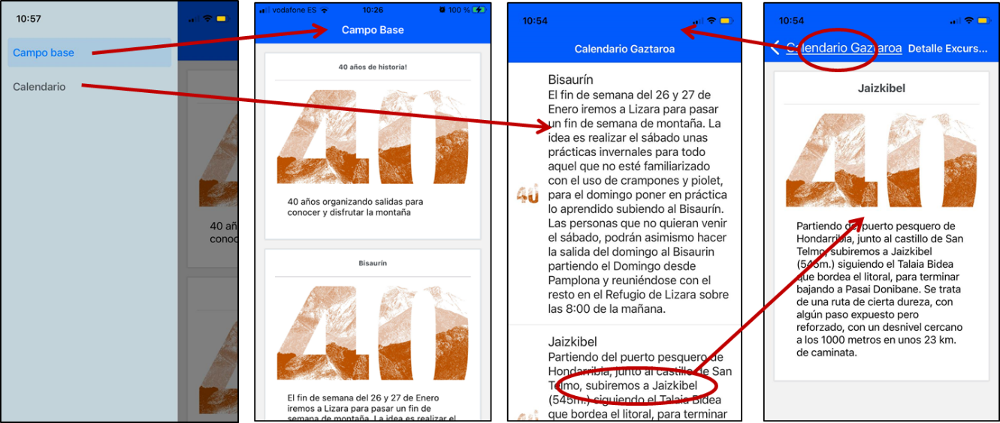 10:57
Campo base
Calendario
40 añ
conoc
vodafone ES
10:26
100 %
Campo Base
40 años de historia!
40
40 años organizando salidas para
conocer y disfrutar la montaña
Bisaurín
40
El fin de semana del 26 y 27 de Enero
iremos a Lizara para pasar un fin de
semana de montaña. La idea es realizar el
10:54
Calendario Gaztaroa
Bisaurín
El fin de semana del 26 y 27 de
Enero iremos a Lizara para pasar
un fin de semana de montaña. La
idea es realizar el sábado unas
prácticas invernales para todo
aquel que no esté familiarizado
con el uso de crampones y piolet,
para el domingo poner en práctica
lo aprendido subiendo al Bisaurín.
Las personas que no quieran venir
el sábado, podrán asimismo hacer
la salida del domingo al Bisaurin
partiendo el Domingo desde
Pamplona y reuniéndose con el
resto en el Refugio de Lizara sobre
las 8:00 de la mañana.
40
Jaizkibel
Partiendo del puerto pesquero de
Hondarribia, junto al castillo de San
Telmo, subiremos a Jaizkibel
(545m.) siguiendo el Talaia Bidea
que bordea el litoral, para terminar
40
10:54
Calendario Gaztaroa Detalle Excurs...
Jaizkibel
40
Partiendo del puerto pesquero de
Hondarribia, junto al castillo de San
Telmo, subiremos a Jaizkibel
(545m.) siguiendo el Talaia Bidea
que bordea el litoral, para terminar
bajando a Pasai Donibane. Se trata
de una ruta de cierta dureza, con
algún paso expuesto pero
reforzado, con un desnivel cercano
a los 1000 metros en unos 23 km.
de caminata.